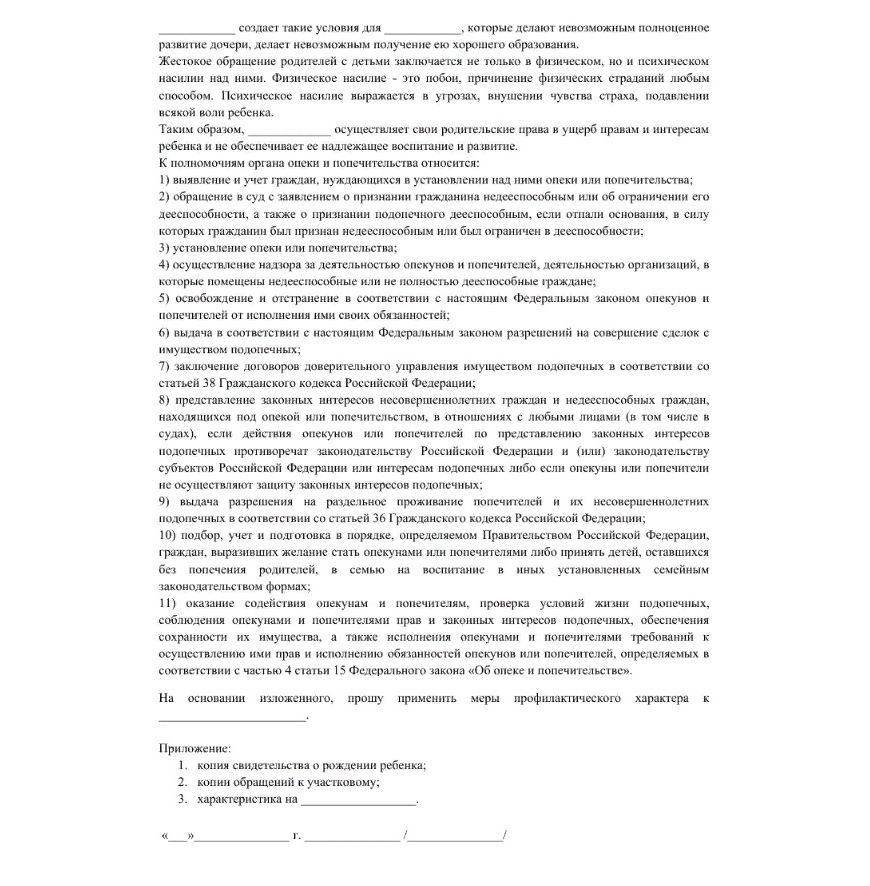 ____________ создает такие условия для ____________, которые делают невозможным полноценное
развитие дочери, делает невозможным получение ею хорошего образования.
Жестокое обращение родителей с детьми заключается не только в физическом, но и психическом
насилии над ними. Физическое насилие - это побои, причинение физических страданий любым
способом. Психическое насилие выражается в угрозах, внушении чувства страха, подавлении
всякой воли ребенка.
Таким образом, _____________ осуществляет свои родительские права в ущерб правам и интересам
ребенка и не обеспечивает ее надлежащее воспитание и развитие.
К полномочиям органа опеки и попечительства относится:
1) выявление и учет граждан, нуждающихся в установлении над ними опеки или попечительства;
2) обращение в суд с заявлением о признании гражданина недееспособным или об ограничении его
дееспособности, а также о признании подопечного дееспособным, если отпали основания, в силу
которых гражданин был признан недееспособным или был ограничен в дееспособности;
3) установление опеки или попечительства;
4) осуществление надзора за деятельностью опекунов и попечителей, деятельностью организаций, в
которые помещены недееспособные или не полностью дееспособные граждане;
5) освобождение и отстранение в соответствии с настоящим Федеральным законом опекунов и
попечителей от исполнения ими своих обязанностей;
6) выдача в соответствии с настоящим Федеральным законом разрешений на совершение сделок с
имуществом подопечных;
7) заключение договоров доверительного управления имуществом подопечных в соответствии со
статьей 38 Гражданского кодекса Российской Федерации;
8) представление законных интересов несовершеннолетних граждан и недееспособных граждан,
находящихся под опекой или попечительством, в отношениях с любыми лицами (в том числе в
судах), если действия опекунов или попечителей по представлению законных интересов
подопечных противоречат законодательству Российской Федерации и (или) законодательству
субъектов Российской Федерации или интересам подопечных либо если опекуны или попечители
не осуществляют защиту законных интересов подопечных;
9) выдача разрешения на раздельное проживание попечителей и их несовершеннолетних
подопечных в соответствии со статьей 36 Гражданского кодекса Российской Федерации;
10) подбор, учет и подготовка в порядке, определяемом Правительством Российской Федерации,
граждан, выразивших желание стать опекунами или попечителями либо принять детей, оставшихся
без попечения родителей, в семью на воспитание в иных установленных семейным
законодательством формах;
11) оказание содействия опекунам и попечителям, проверка условий жизни подопечных,
соблюдения опекунами и попечителями прав и законных интересов подопечных, обеспечения
сохранности их имущества, а также исполнения опекунами и попечителями требований к
осуществлению ими прав и исполнению обязанностей опекунов или попечителей, определяемых в
соответствии с частью 4 статьи 15 Федерального закона «Об опеке и попечительстве».
На основании изложенного, прошу применить меры профилактического характера к
_______________________.
Приложение:
1. копия свидетельства о рождении ребенка;
2. копии обращений к участковому;
3. характеристика на __________________.
«___»_______________ г. _______________ /_______________/